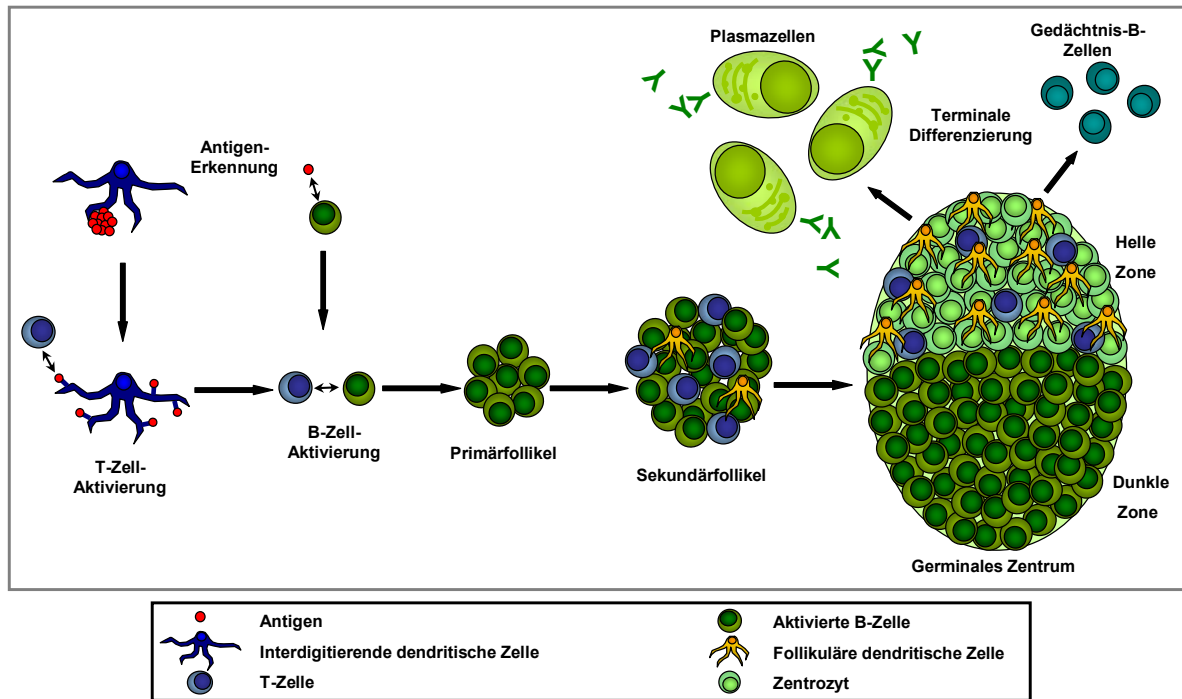 Plasmazellen
Gedächtnis-B-
Zellen
Terminale
Differenzierung
Antigen-
Erkennung
Helle
Zone
T-Zell-
Aktivierung
B-Zell-
Aktivierung
Primärfollikel
Sekundärfollikel
Dunkle
Zone
Germinales Zentrum
Antigen
Interdigitierende dendritische Zelle
T-Zelle
Aktivierte B-Zelle
Follikuläre dendritische Zelle
Zentrozyt